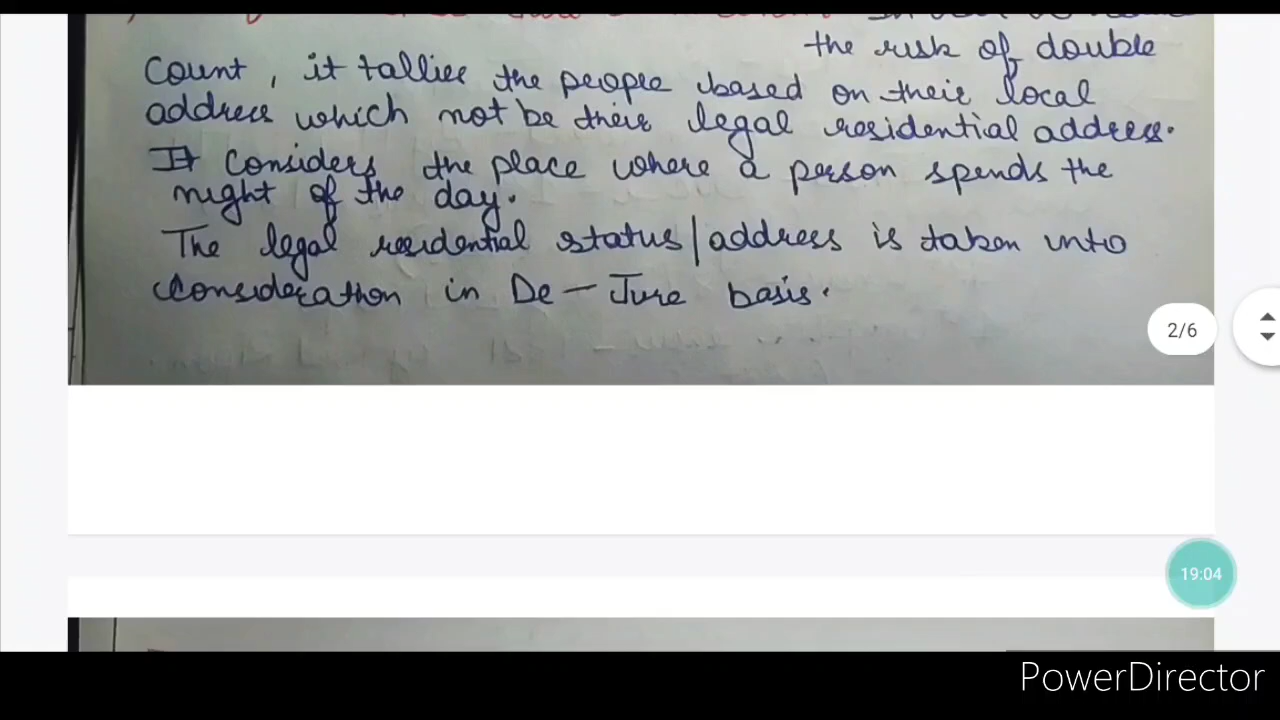 the risk of double
Count, it tallies the people based on their local
address which not be their legal residential address.
It Considers the place where a person spends the
night of the day.
The legal residential status/address is taken into
Consideration in De-Jure basis.
2/6
19:04
PowerDirector